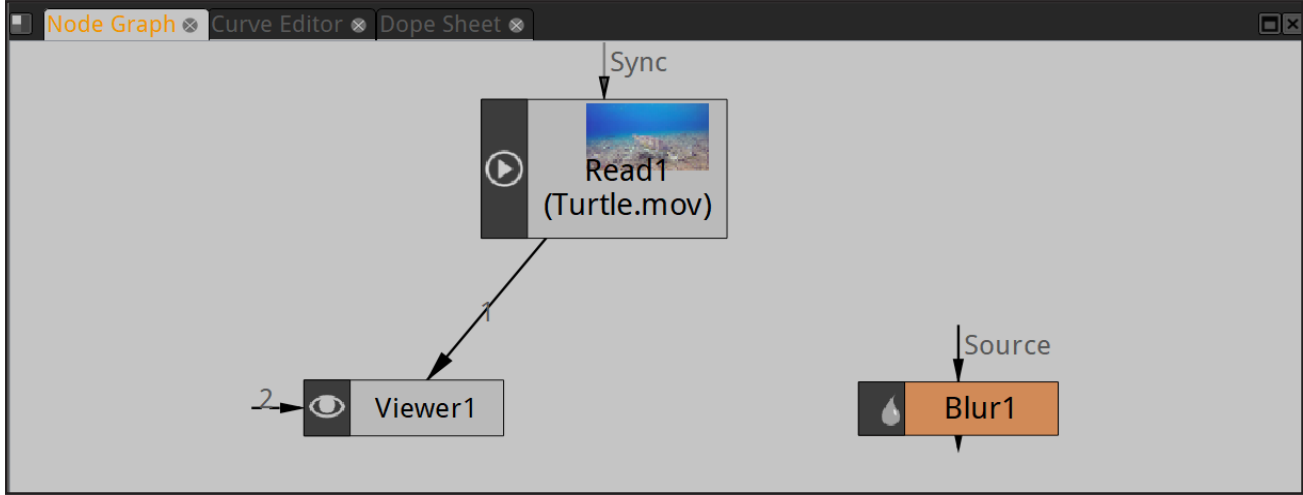 Node Graph Curve Editor Dope Sheet
Sync
Read1
(Turtle.mov)
1
Source
2
Viewer1
Blur1